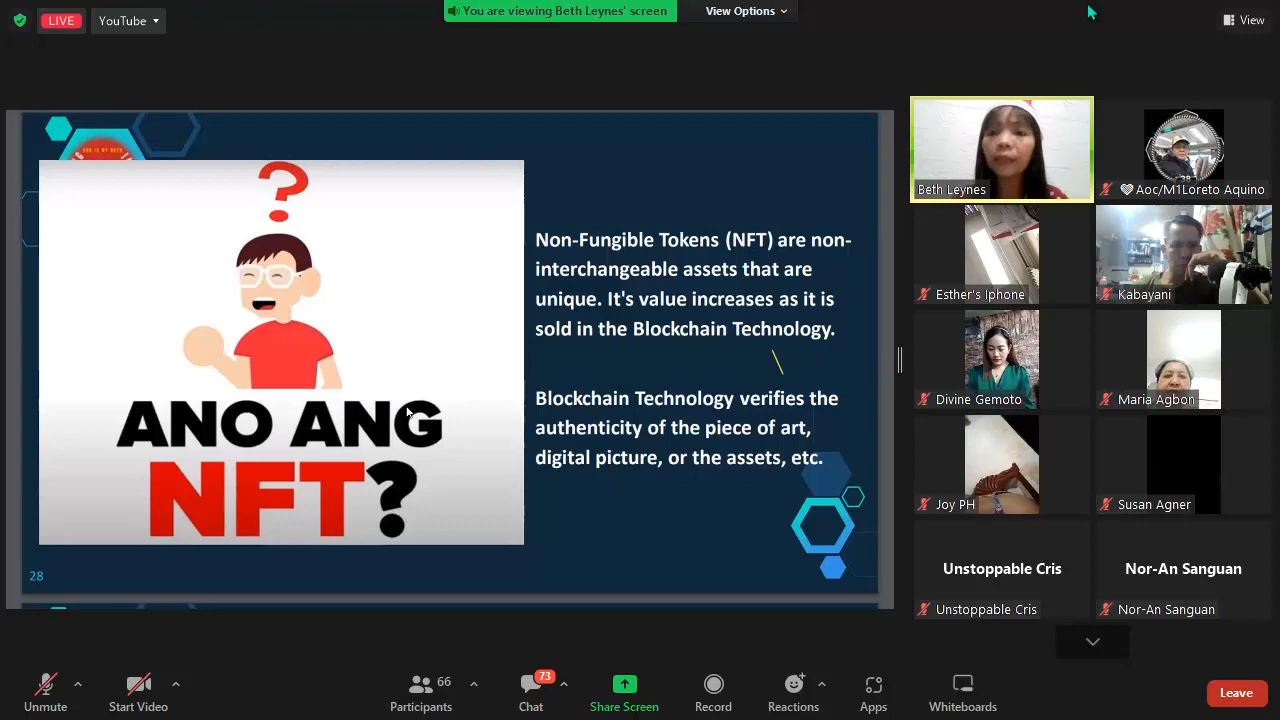 LIVE
YouTube
You are viewing Beth Leynes' screen
View Options
View
?
ANO ANG
NFT?
Non-Fungible Tokens (NFT) are non-
interchangeable assets that are
unique. It's value increases as it is
sold in the Blockchain Technology.
Blockchain Technology verifies the
authenticity of the piece of art,
digital picture, or the assets, etc.
28
Beth Leynes
Aoc/M1Loreto Aquino
Esther's Iphone
Kabayani
Divine Gemoto
Maria Agbon
Joy PH
Susan Agner
Unstoppable Cris
Unstoppable Cris
Nor-An Sanguan
Nor-An Sanguan
Unmute
Start Video
66
Participants
73
Chat
Share Screen
Record
Reactions
Apps
Whiteboards
Leave